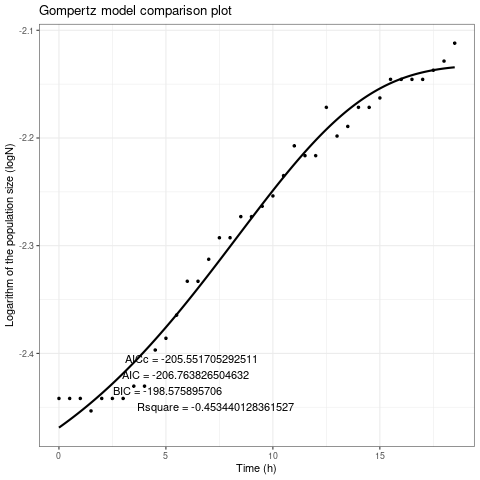 Gompertz model comparison plot
-2.1
-2.2
-2.3
-2.4
Logarithm of the population size (logN)
AICc = -205.551705292511
AIC = -206.763826504632
BIC = -198.575895706
Rsquare = -0.453440128361527
0 5 10 15
Time (h)